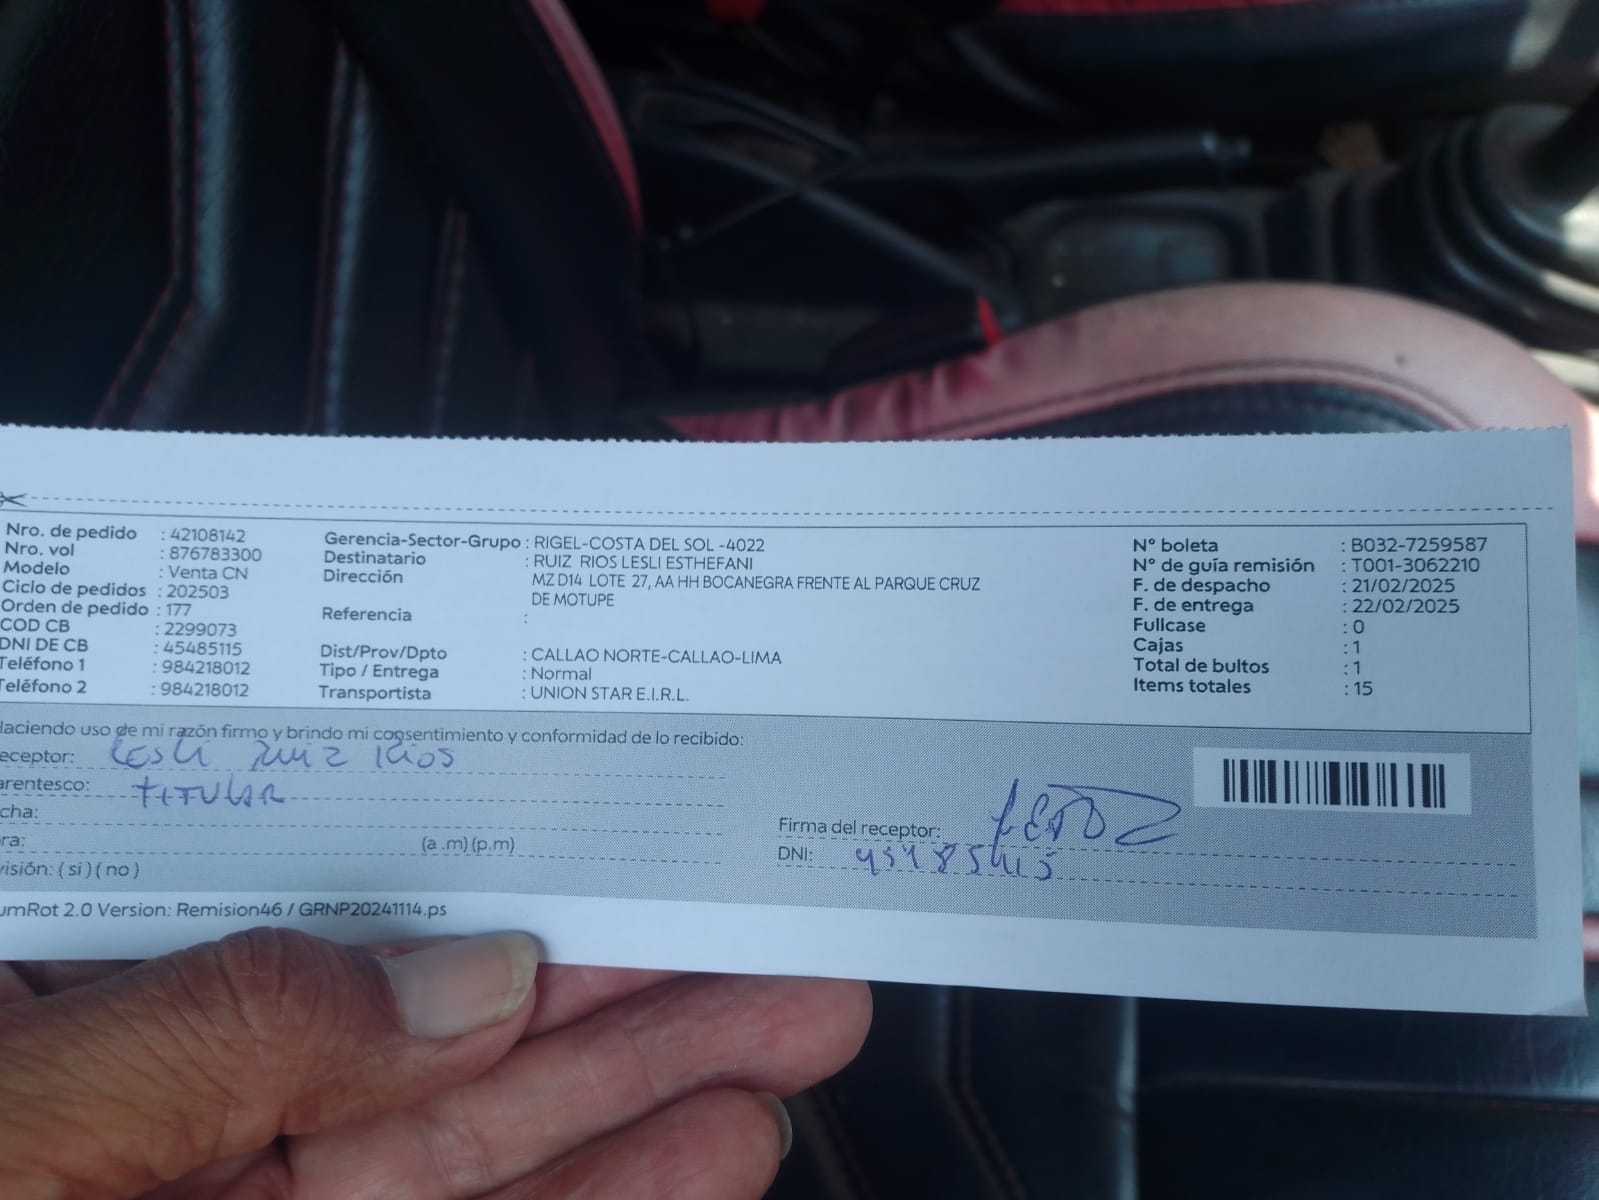 Nro. de pedido : 42108142
Nro. vol : 876783300
Modelo : Venta CN
Ciclo de pedidos : 202503
Orden de pedido : 177
COD CB : 2299073
DNI DE CB : 45485115
Teléfono 1 : 984218012
Teléfono 2 : 984218012
Gerencia-Sector-Grupo : RIGEL-COSTA DEL SOL -4022
Destinatario : RUIZ RIOS LESLI ESTHEFANI
Dirección MZ D14 LOTE 27, AA HH BOCANEGRA FRENTE AL PARQUE CRUZ
DE MOTUPE
Referencia :
Dist/Prov/Dpto : CALLAO NORTE-CALLAO-LIMA
Tipo / Entrega : Normal
Transportista : UNION STAR E.I.R.L.
N° boleta : B032-7259587
N° de guía remisión : T001-3062210
F. de despacho : 21/02/2025
F. de entrega : 22/02/2025
Fullcase : 0
Cajas : 1
Total de bultos : 1
Items totales : 15
Haciendo uso de mi razón firmo y brindo mi consentimiento y conformidad de lo recibido:
eceptor: Lesli Ruiz Rios
arentesco: TITULAR
cha:
ra: (a .m) (p.m)
visión: ( si ) ( no )
Firma del receptor:
DNI: 45485115
umRot 2.0 Version: Remision46 / GRNP20241114.ps